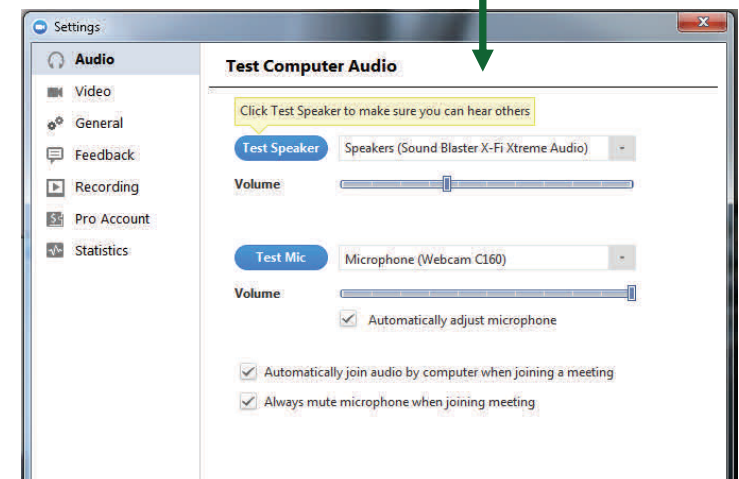 Settings
Audio
Video
General
Feedback
Recording
Pro Account
Statistics
Test Computer Audio
Click Test Speaker to make sure you can hear others
Test Speaker
Speakers (Sound Blaster X-Fi Xtreme Audio)
Volume
Test Mic
Microphone (Webcam C160)
Volume
Automatically adjust microphone
Automatically join audio by computer when joining a meeting
Always mute microphone when joining meeting